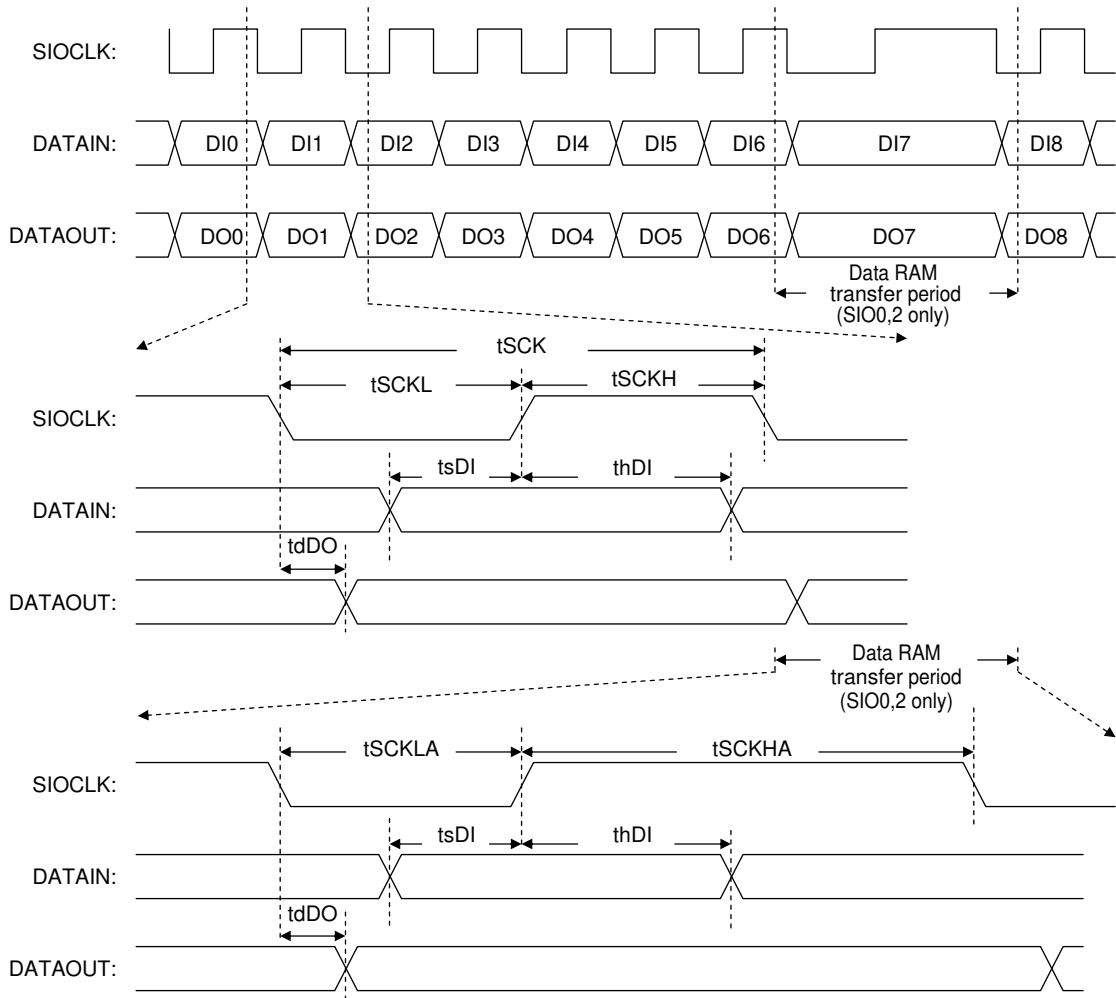 SIOCLK:
DATAIN: DI0 DI1 DI2 DI3 DI4 DI5 DI6 DI7 DI8
DATAOUT: DO0 DO1 DO2 DO3 DO4 DO5 DO6 DO7 DO8
Data RAM
transfer period
(SIO0,2 only)
tSCK
tSCKL tSCKH
SIOCLK:
tsDI thDI
DATAIN:
tdDO
DATAOUT:
Data RAM
transfer period
(SIO0,2 only)
tSCKLA tSCKHA
SIOCLK:
tsDI thDI
DATAIN:
tdDO
DATAOUT: